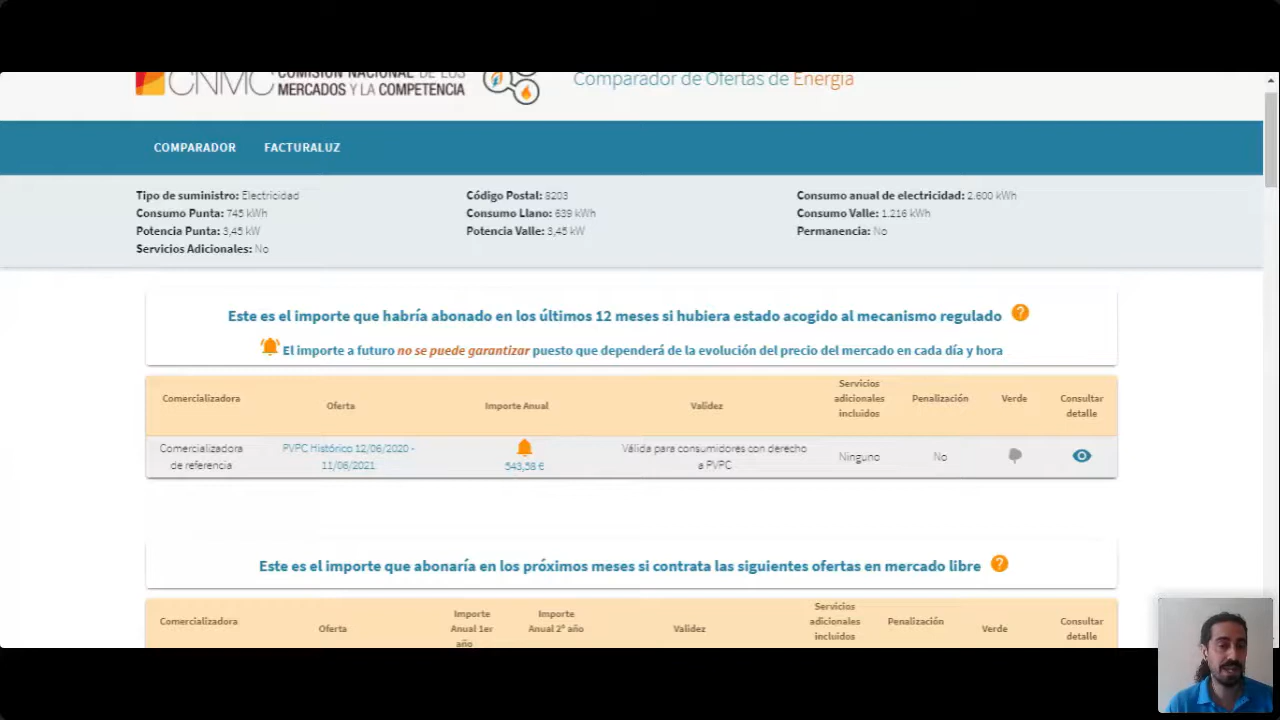 CNMC COMISIÓN NACIONAL DE LOS
MERCADOS Y LA COMPETENCIA
Comparador de Ofertas de Energía
COMPARADOR FACTURALUZ
Tipo de suministro: Electricidad
Código Postal: 8203
Consumo anual de electricidad: 2.600 kWh
Consumo Punta: 745 kWh
Consumo Llano: 639 kWh
Consumo Valle: 1.216 kWh
Potencia Punta: 3,45 kW
Potencia Valle: 3,45 kW
Permanencia: No
Servicios Adicionales: No
Este es el importe que habría abonado en los últimos 12 meses si hubiera estado acogido al mecanismo regulado ?
El importe a futuro no se puede garantizar puesto que dependerá de la evolución del precio del mercado en cada día y hora
Comercializadora
Oferta
Importe Anual
Validez
Servicios
adicionales
incluidos
Penalización
Verde
Consultar
detalle
Comercializadora
de referencia
PVPC Histórico 12/06/2020 -
11/06/2021
543,58 €
Válida para consumidores con derecho
a PVPC
Ninguno
No
Este es el importe que abonaría en los próximos meses si contrata las siguientes ofertas en mercado libre ?
Comercializadora
Oferta
Importe
Anual 1er
año
Importe
Anual 2º año
Validez
Servicios
adicionales
incluidos
Penalización
Verde
Consultar
detalle